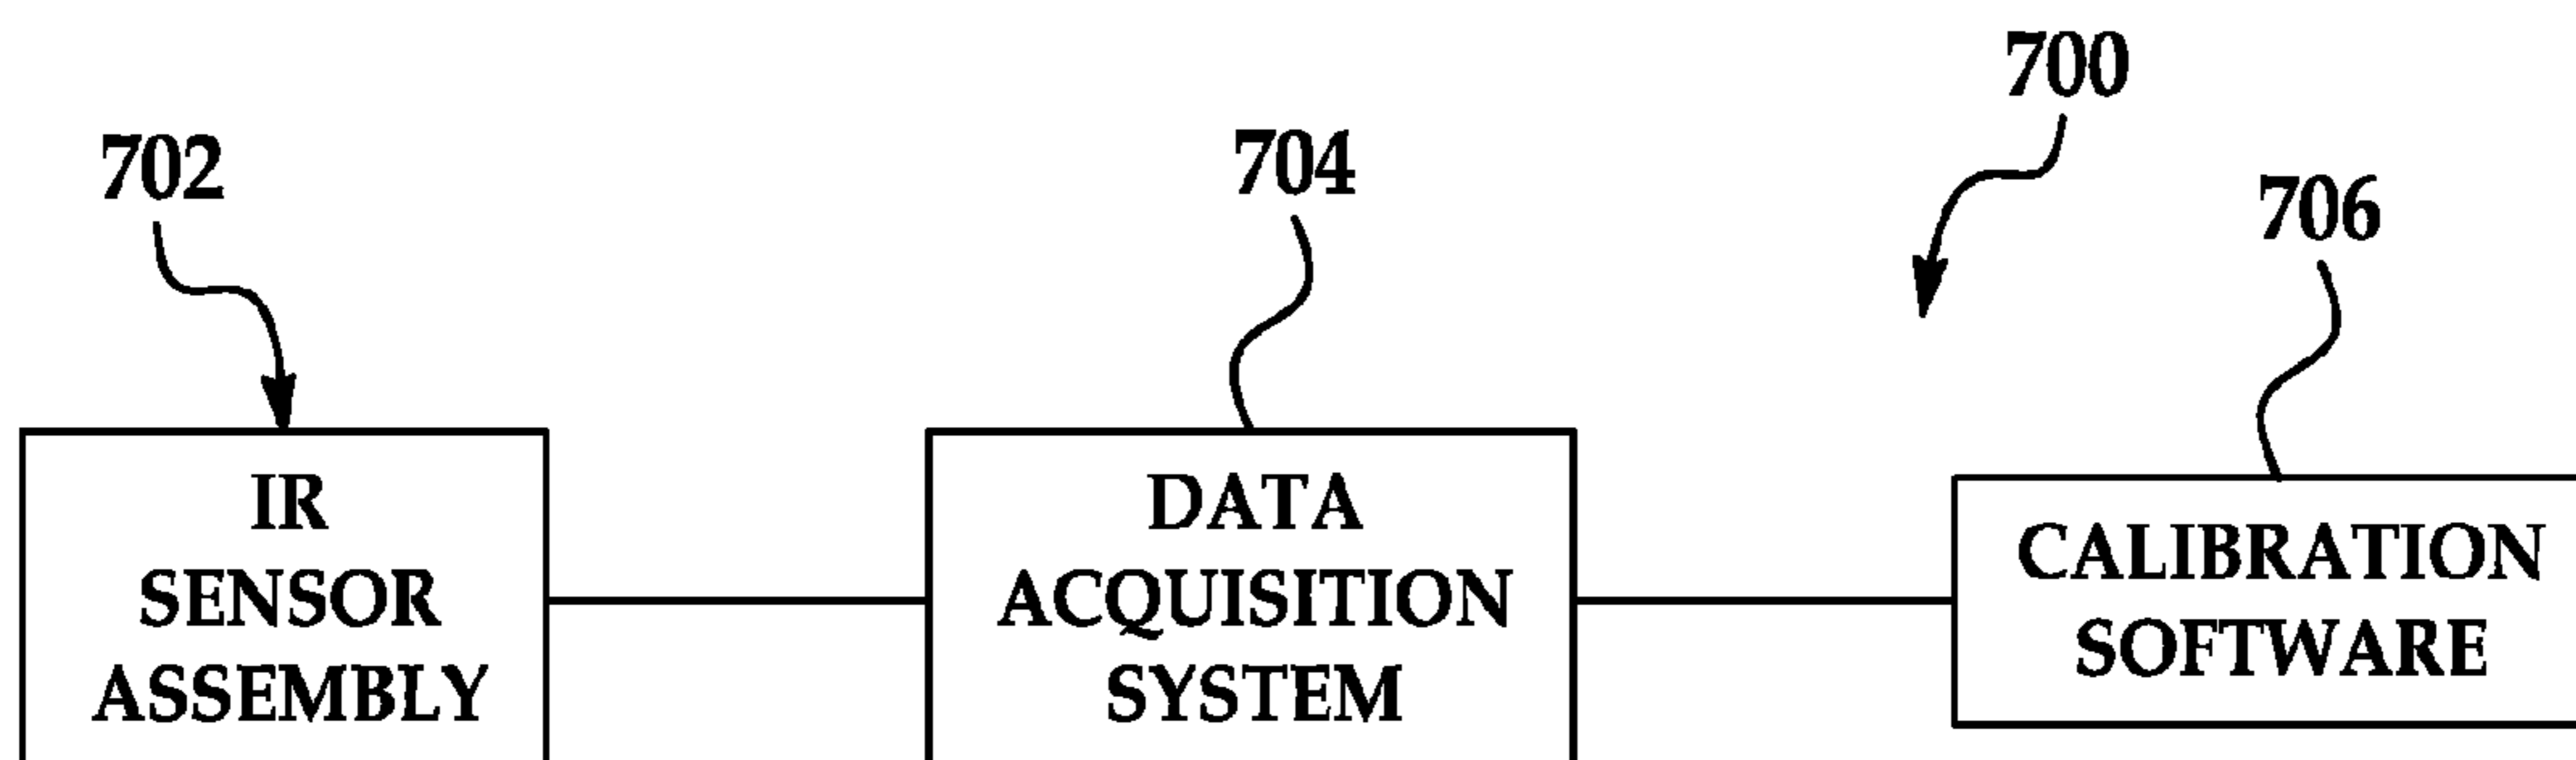 700
702
704
706
IR
SENSOR
ASSEMBLY
DATA
ACQUISITION
SYSTEM
CALIBRATION
SOFTWARE